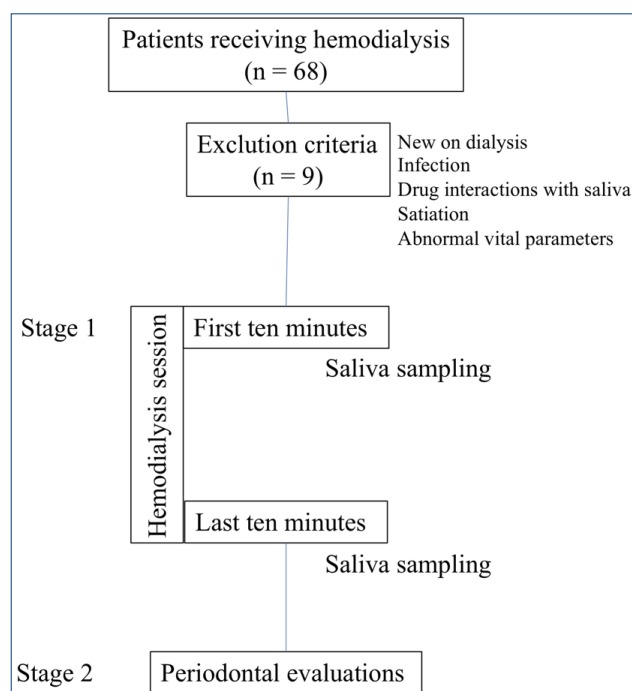 Patients receiving hemodialysis
(n = 68)
Exclution criteria
(n = 9)
New on dialysis
Infection
Drug interactions with saliva
Satiation
Abnormal vital parameters
Stage 1
Hemodialysis session
First ten minutes
Saliva sampling
Last ten minutes
Saliva sampling
Stage 2
Periodontal evaluations